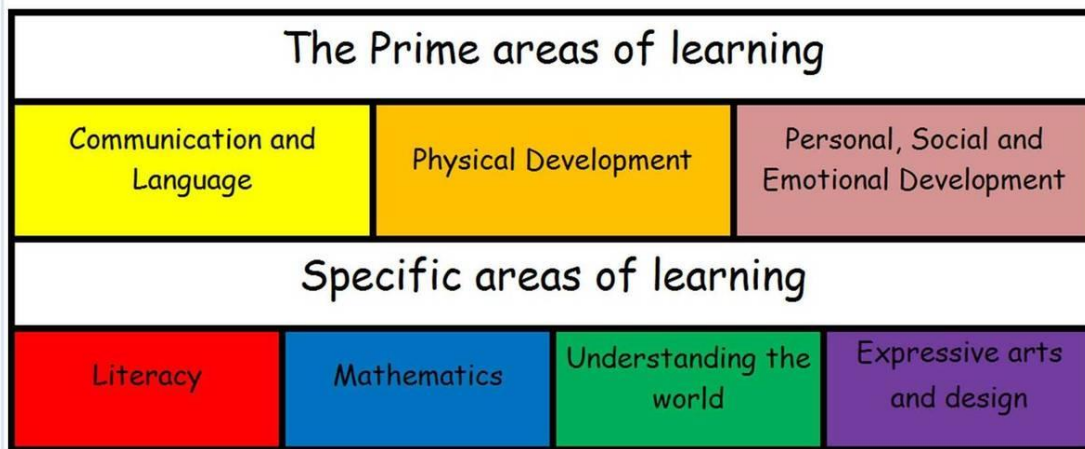 The Prime areas of learning
Communication and
Language
Physical Development
Personal, Social and
Emotional Development
Specific areas of learning
Literacy
Mathematics
Understanding the
world
Expressive arts
and design